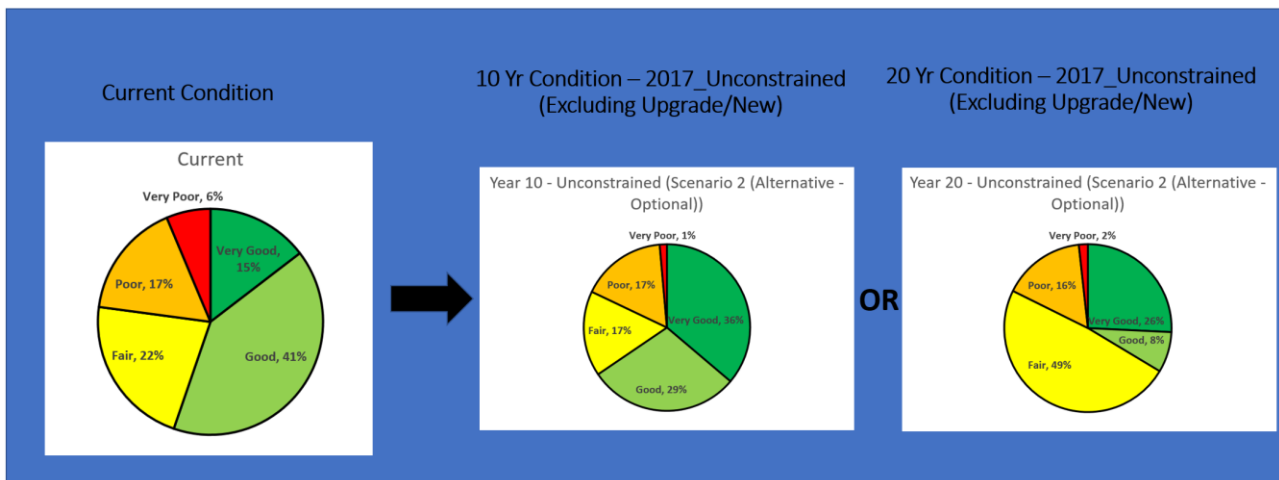 Current Condition
10 Yr Condition – 2017_Unconstrained
(Excluding Upgrade/New)
20 Yr Condition – 2017_Unconstrained
(Excluding Upgrade/New)
Current
Very Poor, 6%
Very Good,
15%
Poor, 17%
Fair, 22%
Good, 41%
Year 10 - Unconstrained (Scenario 2 (Alternative -
Optional))
Very Poor, 1%
Poor, 17%
Very Good, 36%
Fair, 17%
Good, 29%
OR
Year 20 - Unconstrained (Scenario 2 (Alternative -
Optional))
Very Poor, 2%
Poor, 16%
Very Good, 26%
Good, 8%
Fair, 49%